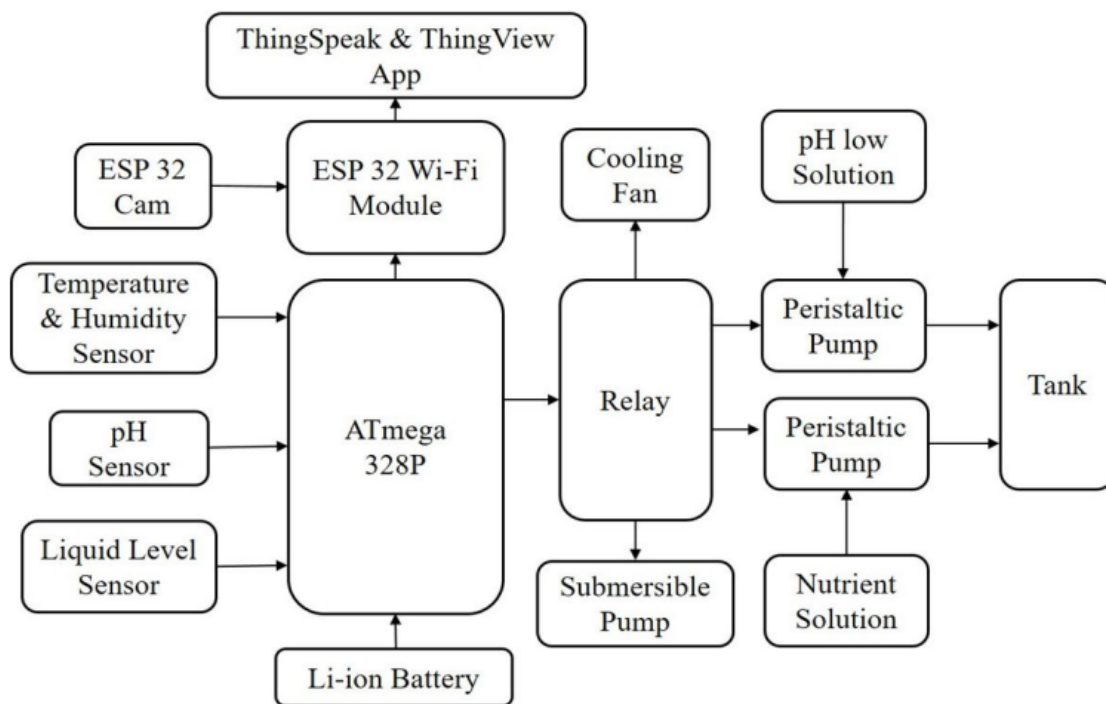 ThingSpeak & ThingView
App
ESP 32
Cam
ESP 32 Wi-Fi
Module
Cooling
Fan
pH low
Solution
Temperature
& Humidity
Sensor
Peristaltic
Pump
Tank
Relay
ATmega
328P
pH
Sensor
Peristaltic
Pump
Liquid Level
Sensor
Submersible
Pump
Nutrient
Solution
Li-ion Battery